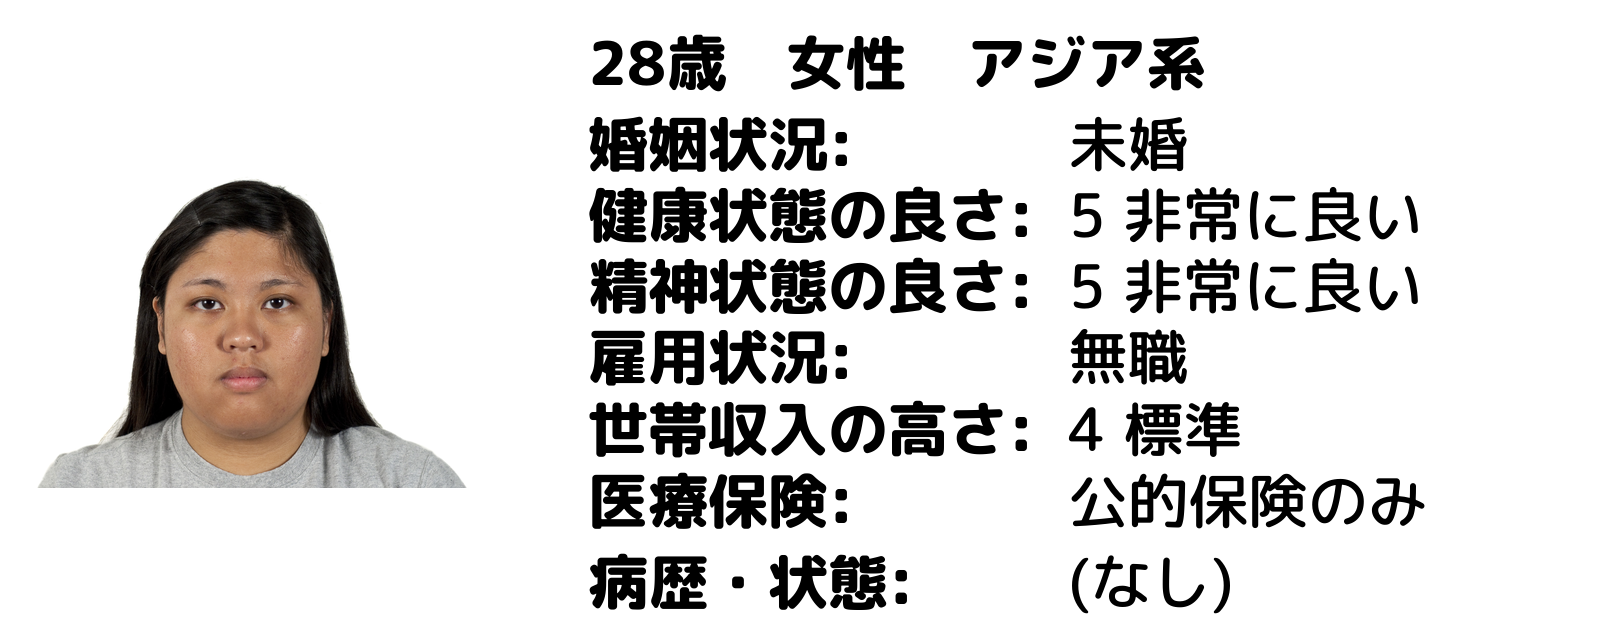 28歳　女性　アジア系
婚姻状況: 未婚
健康状態の良さ: 5 非常に良い
精神状態の良さ: 5 非常に良い
雇用状況: 無職
世帯収入の高さ: 4 標準
医療保険: 公的保険のみ
病歴・状態: (なし)